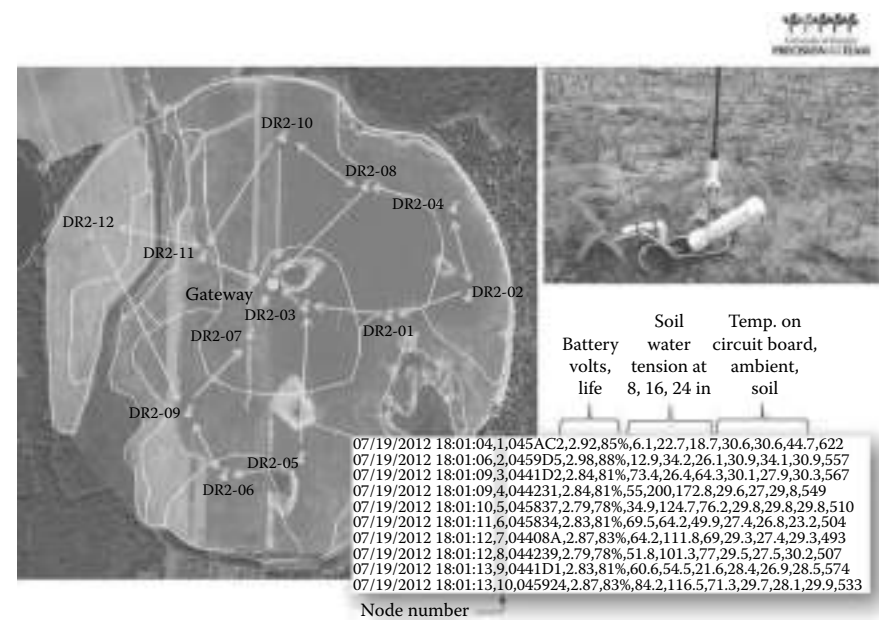 DR2-10
DR2-08
DR2-04
DR2-12
DR2-11
Gateway
DR2-02
DR2-03
DR2-01
DR2-07
DR2-09
DR2-05
DR2-06
Battery
volts,
life
Soil
water
tension at
8, 16, 24 in
Temp. on
circuit board,
ambient,
soil
07/19/2012 18:01:04,1,045AC2,2.92,85%,6.1,22.7,18.7,30.6,30.6,44.7,622
07/19/2012 18:01:06,2,0459D5,2.98,88%,12.9,34.2,26.1,30.9,34.1,30.9,557
07/19/2012 18:01:09,3,0441D2,2.84,81%,73.4,26.4,64.3,30.1,27.9,30.3,567
07/19/2012 18:01:09,4,044231,2.84,81%,55,200,172.8,29.6,27,29,8,549
07/19/2012 18:01:10,5,045837,2.79,78%,34.9,124.7,76.2,29.8,29.8,29.8,510
07/19/2012 18:01:11,6,045834,2.83,81%,69.5,64.2,49.9,27.4,26.8,23.2,504
07/19/2012 18:01:12,7,04408A,2.87,83%,64.2,111.8,69,29.3,27.4,29.3,493
07/19/2012 18:01:12,8,044239,2.79,78%,51.8,101.3,77,29.5,27.5,30.2,507
07/19/2012 18:01:13,9,0441D1,2.83,81%,60.6,54.5,21.6,28.4,26.9,28.5,574
07/19/2012 18:01:13,10,045924,2.87,83%,84.2,116.5,71.3,29.7,28.1,29.9,533
Node number